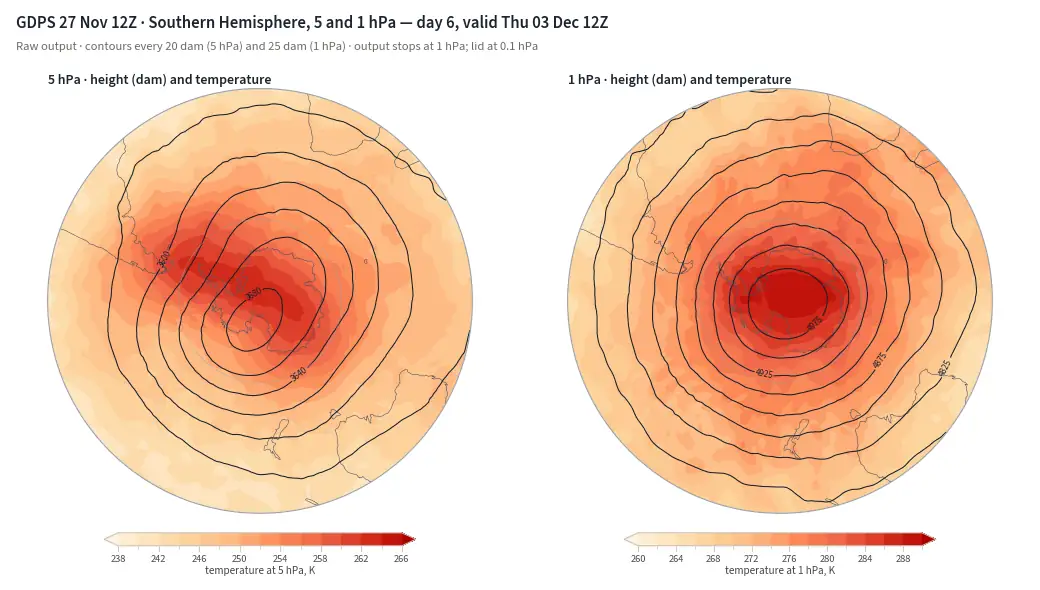 GDPS 27 Nov 12Z · Southern Hemisphere, 5 and 1 hPa — day 6, valid Thu 03 Dec 12Z
Raw output · contours every 20 dam (5 hPa) and 25 dam (1 hPa) · output stops at 1 hPa; lid at 0.1 hPa
5 hPa · height (dam) and temperature
1 hPa · height (dam) and temperature
3600
3680
3640
4975
4925
4875
4825
238 242 246 250 254 258 262 266
temperature at 5 hPa, K
260 264 268 272 276 280 284 288
temperature at 1 hPa, K